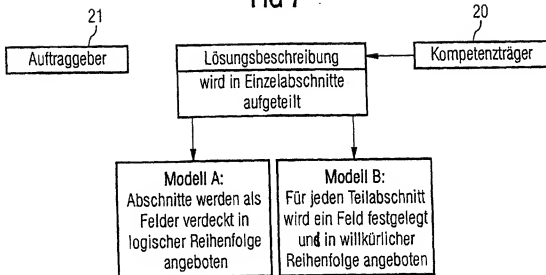 FIG 7
21
20
Auftraggeber
Lösungsbeschreibung
Kompetenzträger
wird in Einzelabschnitte
aufgeteilt
Modell A:
Abschnitte werden als
Felder verdeckt in
logischer Reihenfolge
angeboten
Modell B:
Für jeden Teilabschnitt
wird ein Feld festgelegt
und in willkürlicher
Reihenfolge angeboten